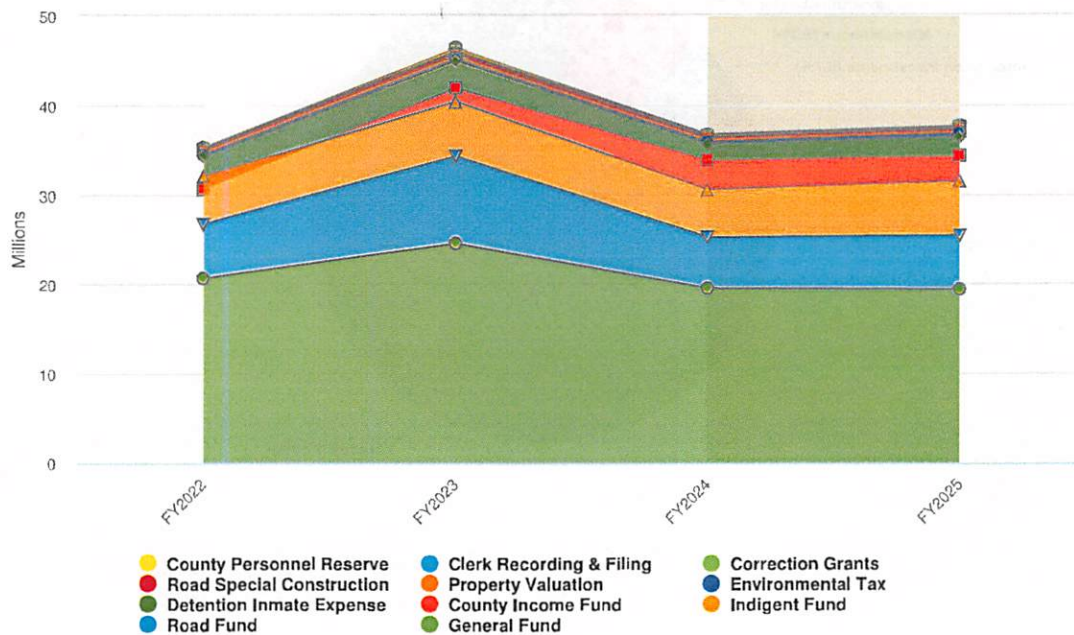 50
40
30
20
10
0
Millions
FY2022
FY2023
FY2024
FY2025
County Personnel Reserve
Clerk Recording & Filing
Correction Grants
Road Special Construction
Property Valuation
Environmental Tax
Detention Inmate Expense
County Income Fund
Indigent Fund
Road Fund
General Fund